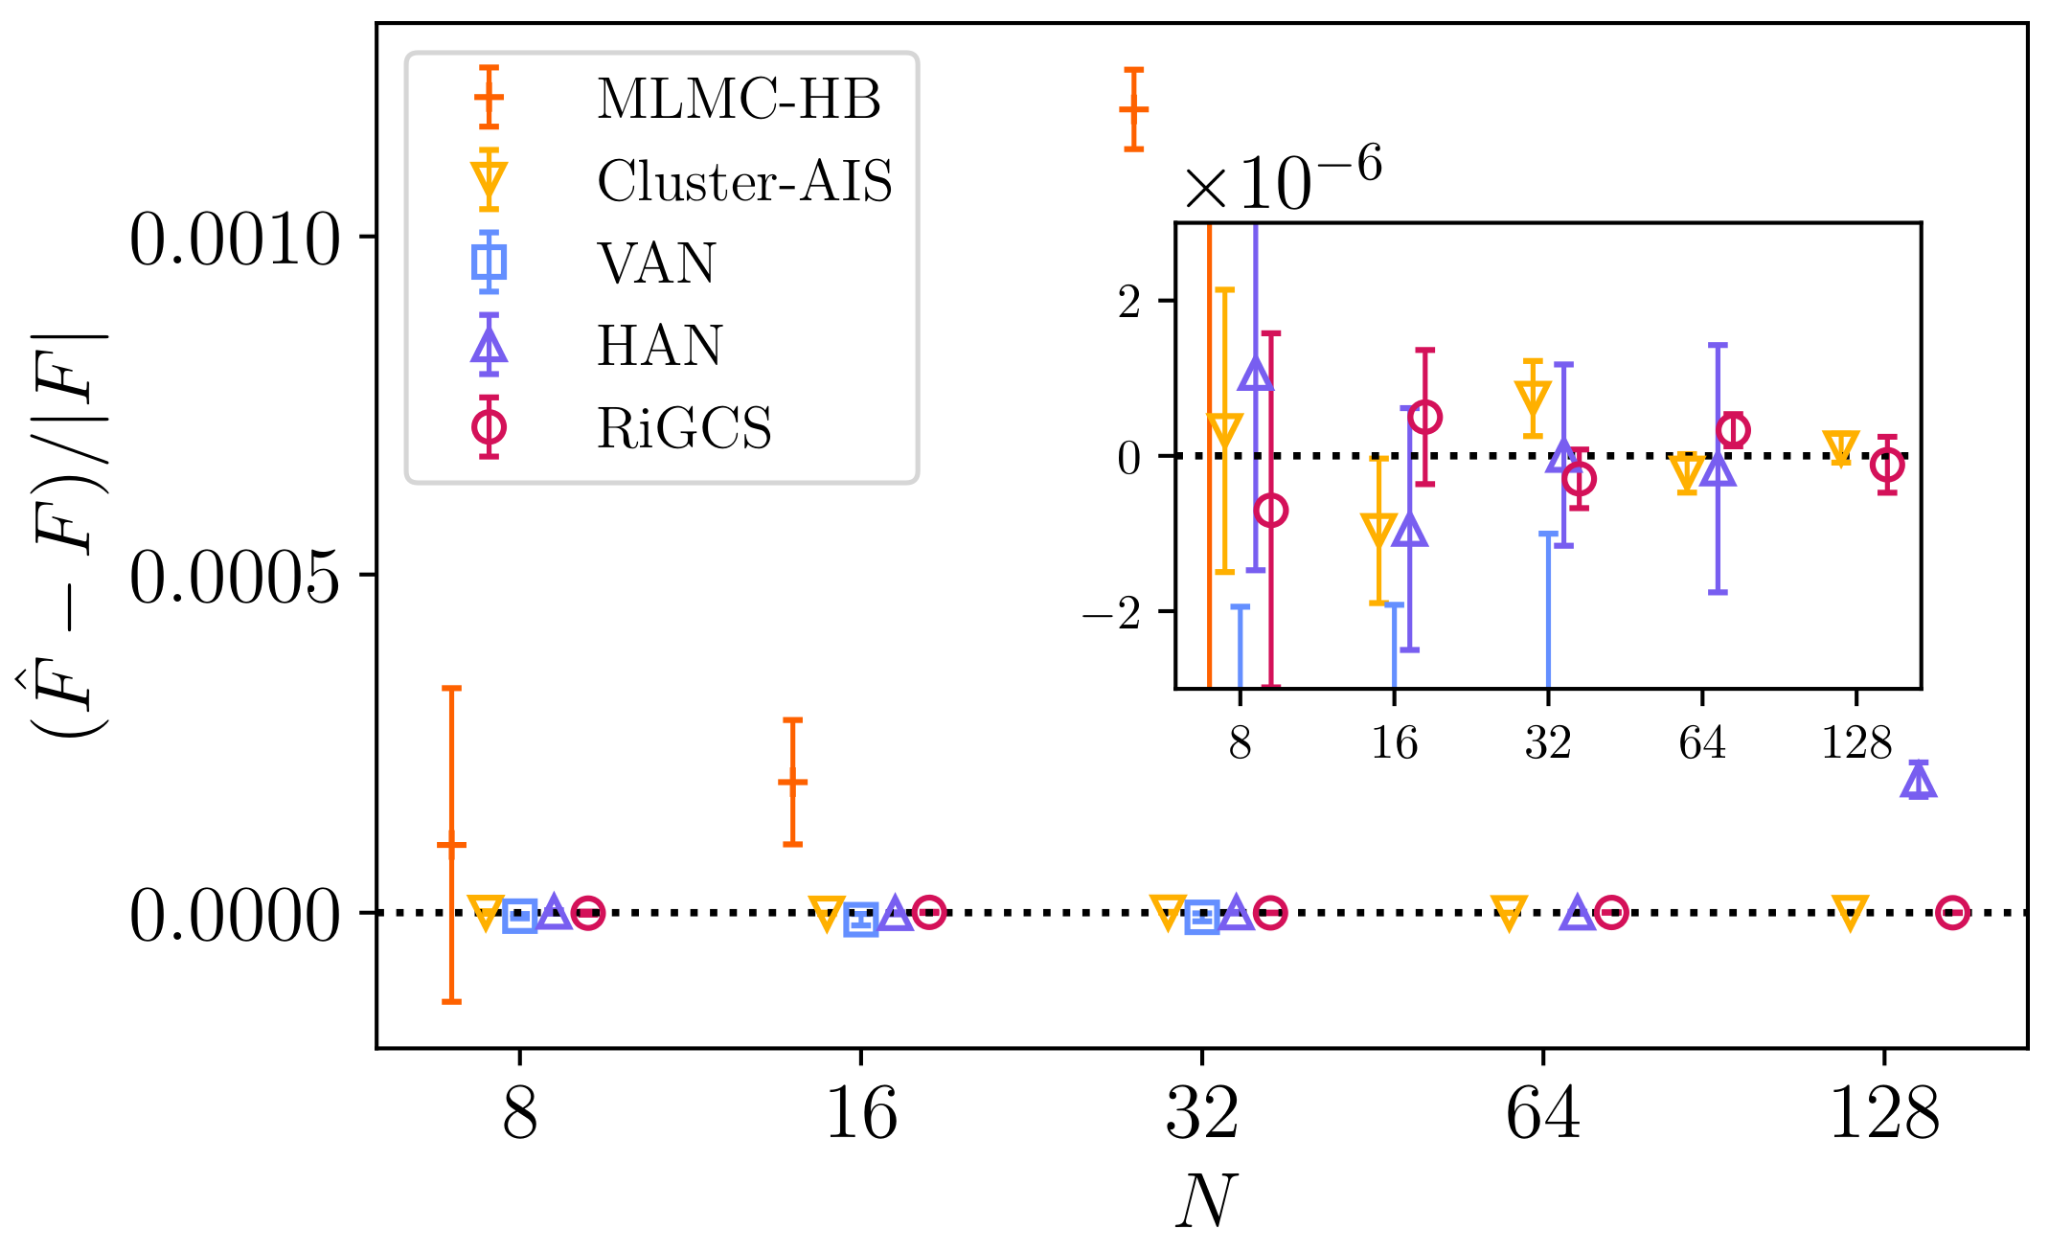 MLMC-HB
Cluster-AIS
VAN
HAN
RiGCS
0.0010
0.0005
0.0000
(F̂ − F)/|F|
8 16 32 64 128
N
×10⁻⁶
2
0
−2
8 16 32 64 128